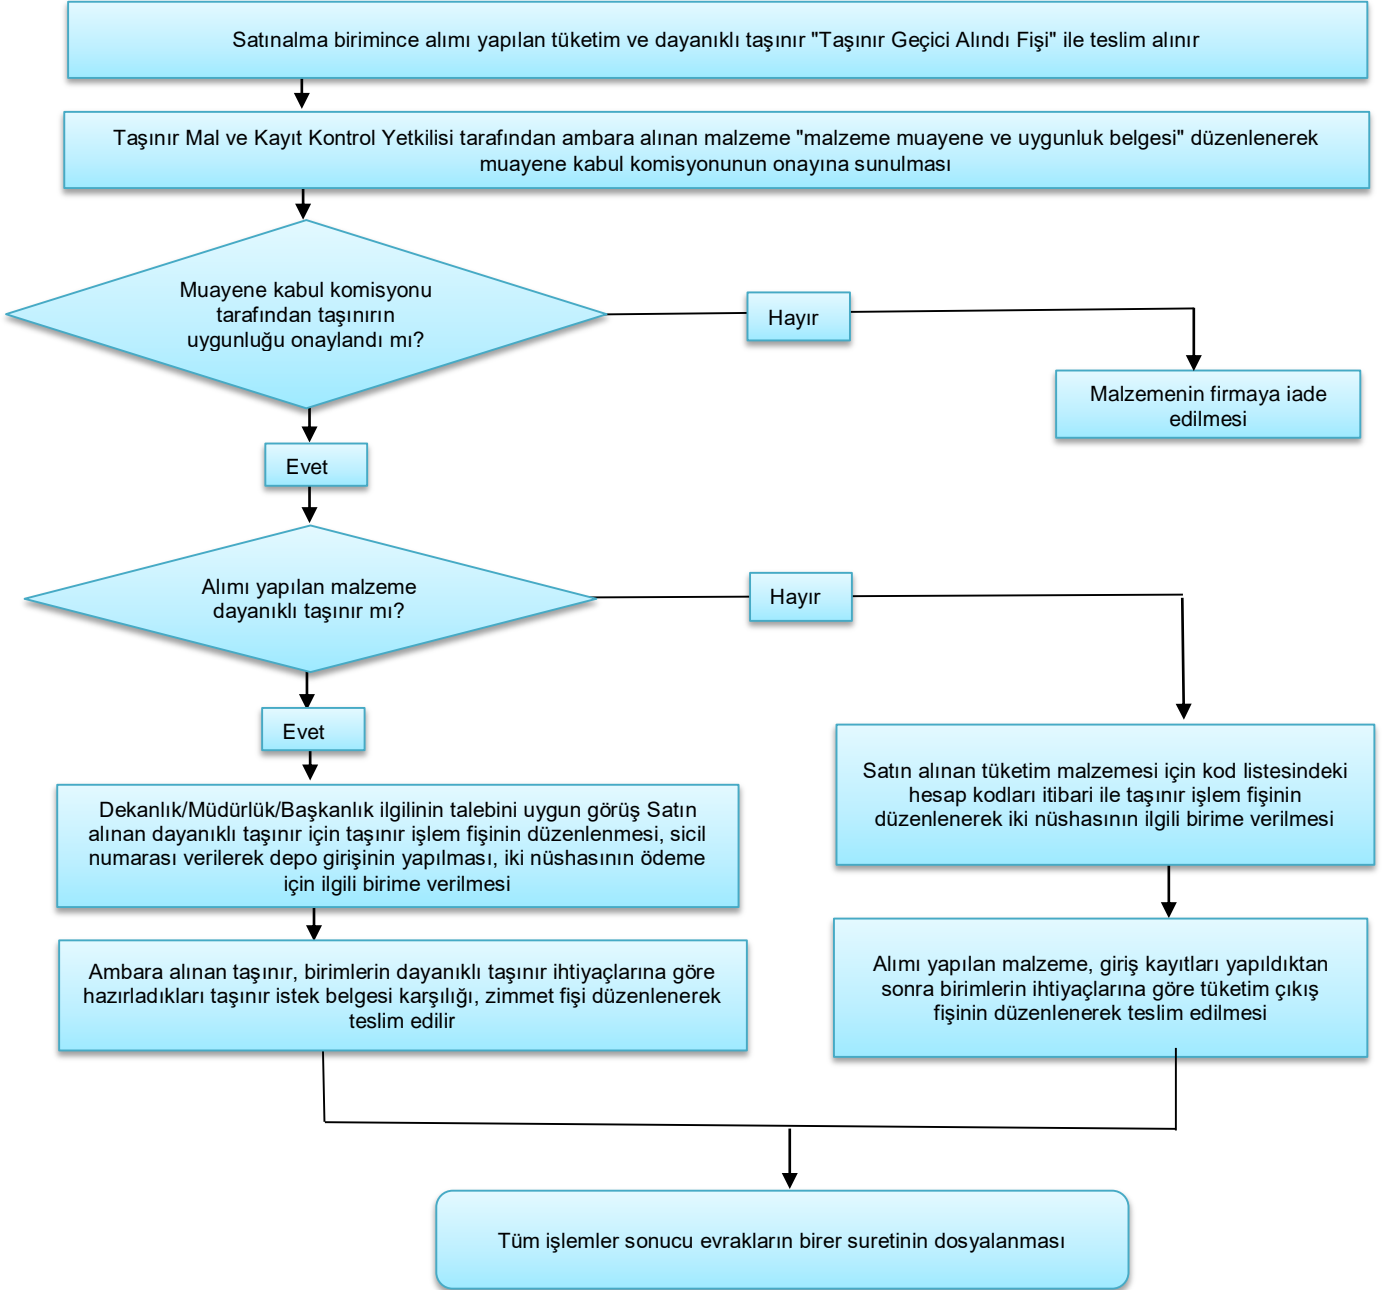 Satınalma birimince alımı yapılan tüketim ve dayanıklı taşınır "Taşınır Geçici Alındı Fişi" ile teslim alınır
Taşınır Mal ve Kayıt Kontrol Yetkilisi tarafından ambara alınan malzeme "malzeme muayene ve uygunluk belgesi" düzenlenerek
muayene kabul komisyonunun onayına sunulması
Muayene kabul komisyonu
tarafından taşınırın
uygunluğu onaylandı mı?
Hayır
Malzemenin firmaya iade
edilmesi
Evet
Alımı yapılan malzeme
dayanıklı taşınır mı?
Hayır
Evet
Satın alınan tüketim malzemesi için kod listesindeki
hesap kodları itibari ile taşınır işlem fişinin
düzenlenerek iki nüshasının ilgili birime verilmesi
Dekanlık/Müdürlük/Başkanlık ilgilinin talebini uygun görüş Satın
alınan dayanıklı taşınır için taşınır işlem fişinin düzenlenmesi, sicil
numarası verilerek depo girişinin yapılması, iki nüshasının ödeme
için ilgili birime verilmesi
Ambara alınan taşınır, birimlerin dayanıklı taşınır ihtiyaçlarına göre
hazırladıkları taşınır istek belgesi karşılığı, zimmet fişi düzenlenerek
teslim edilir
Alımı yapılan malzeme, giriş kayıtları yapıldıktan
sonra birimlerin ihtiyaçlarına göre tüketim çıkış
fişinin düzenlenerek teslim edilmesi
Tüm işlemler sonucu evrakların birer suretinin dosyalanması